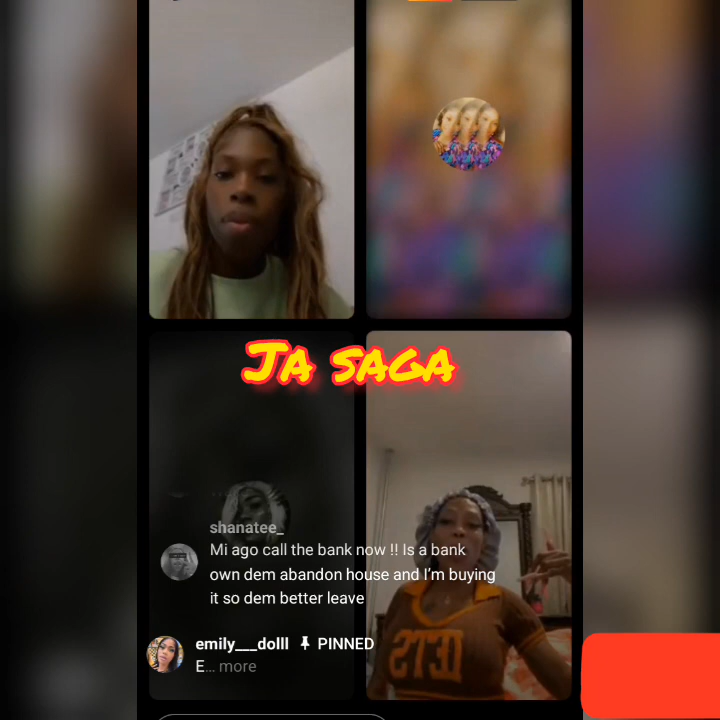 JA SAGA
shanatee_
Mi ago call the bank now !! Is a bank
own dem abandon house and I'm buying
it so dem better leave
emily___dolll PINNED
E... more